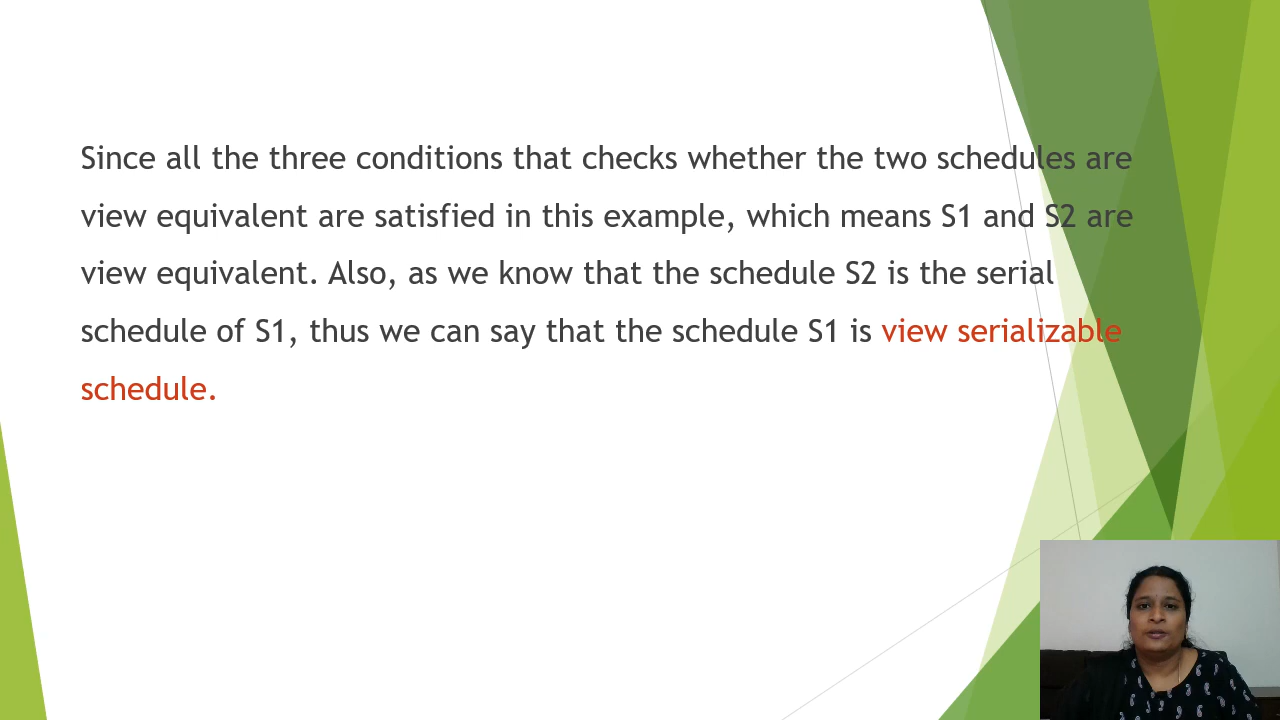 Since all the three conditions that checks whether the two schedules are
view equivalent are satisfied in this example, which means S1 and S2 are
view equivalent. Also, as we know that the schedule S2 is the serial
schedule of S1, thus we can say that the schedule S1 is view serializable
schedule.